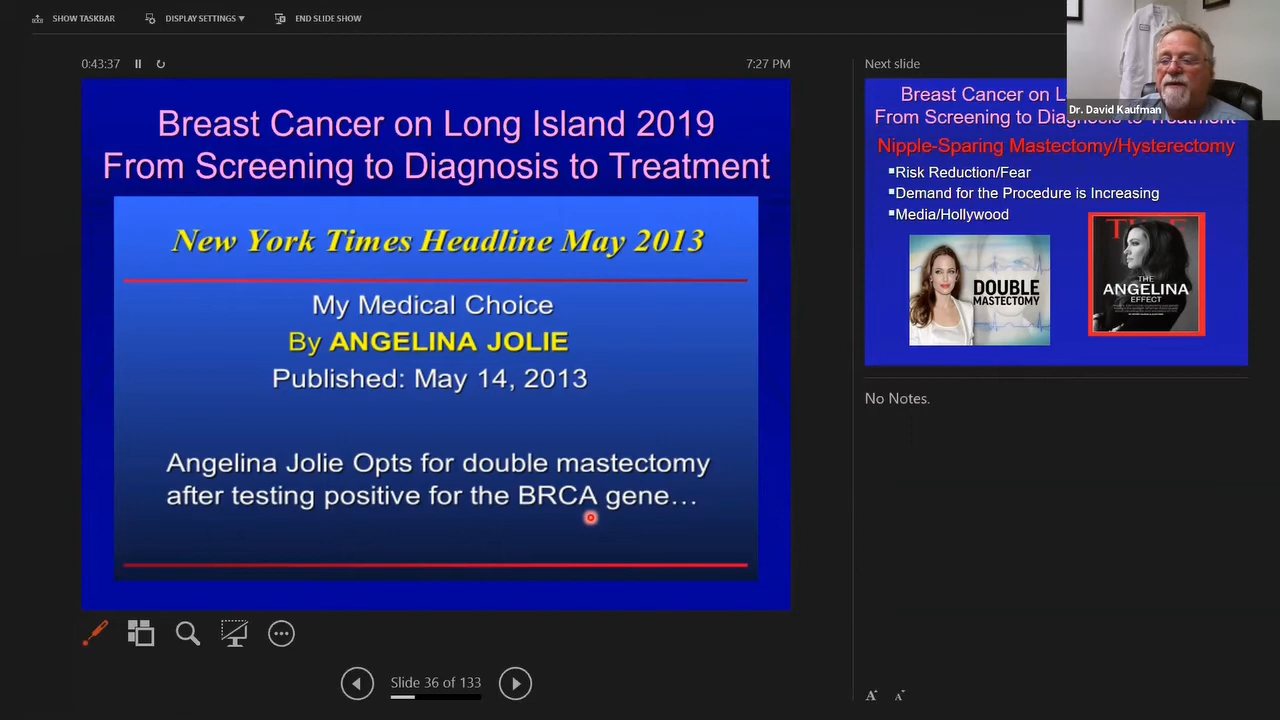 SHOW TASKBAR
DISPLAY SETTINGS ▼
END SLIDE SHOW
0:43:37
7:27 PM
Breast Cancer on Long Island 2019
From Screening to Diagnosis to Treatment
New York Times Headline May 2013
My Medical Choice
By ANGELINA JOLIE
Published: May 14, 2013
Angelina Jolie Opts for double mastectomy
after testing positive for the BRCA gene…
Slide 36 of 133
Next slide
Dr. David Kaufman
Breast Cancer on L
From Screening to Diagnosis to Treatment
Nipple-Sparing Mastectomy/Hysterectomy
▪Risk Reduction/Fear
▪Demand for the Procedure is Increasing
▪Media/Hollywood
DOUBLE
MASTECTOMY
TIME
THE
ANGELINA
EFFECT
No Notes.
A
A